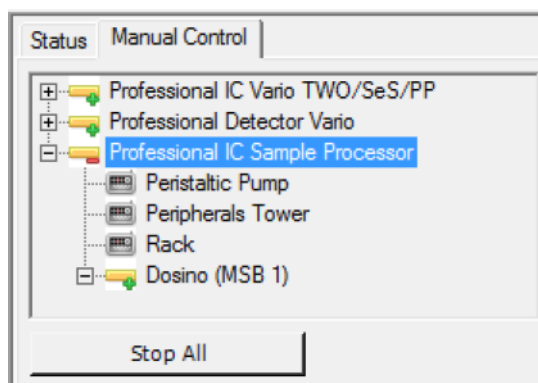 Status Manual Control
Professional IC Vario TWO/SeS/PP
Professional Detector Vario
Professional IC Sample Processor
Peristaltic Pump
Peripherals Tower
Rack
Dosino (MSB 1)
Stop All